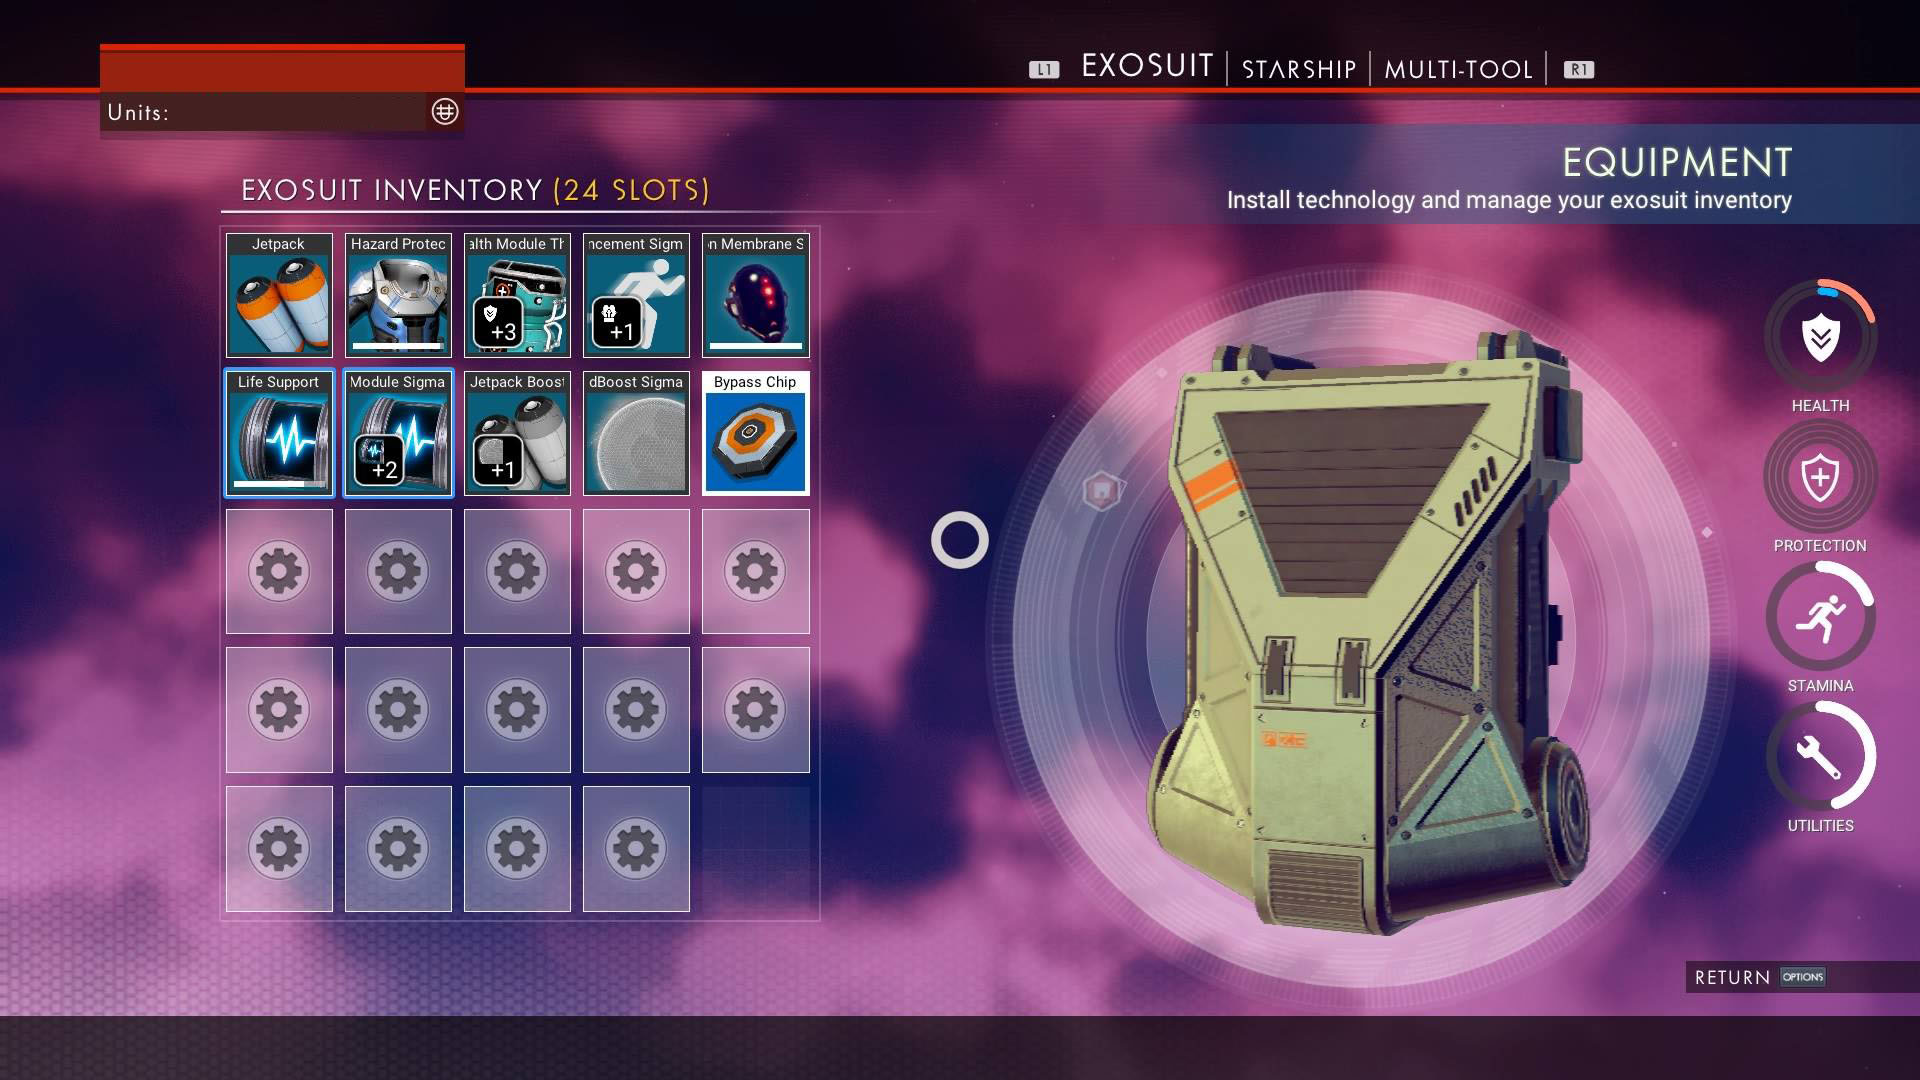 L1 EXOSUIT STARSHIP MULTI-TOOL R1
Units:
EQUIPMENT
Install technology and manage your exosuit inventory
EXOSUIT INVENTORY (24 SLOTS)
Jetpack Hazard Protec alth Module Th ncement Sigm n Membrane S
+3 +1
Life Support Module Sigma Jetpack Boost dBoost Sigma Bypass Chip
+2 +1
HEALTH
PROTECTION
STAMINA
UTILITIES
RETURN OPTIONS